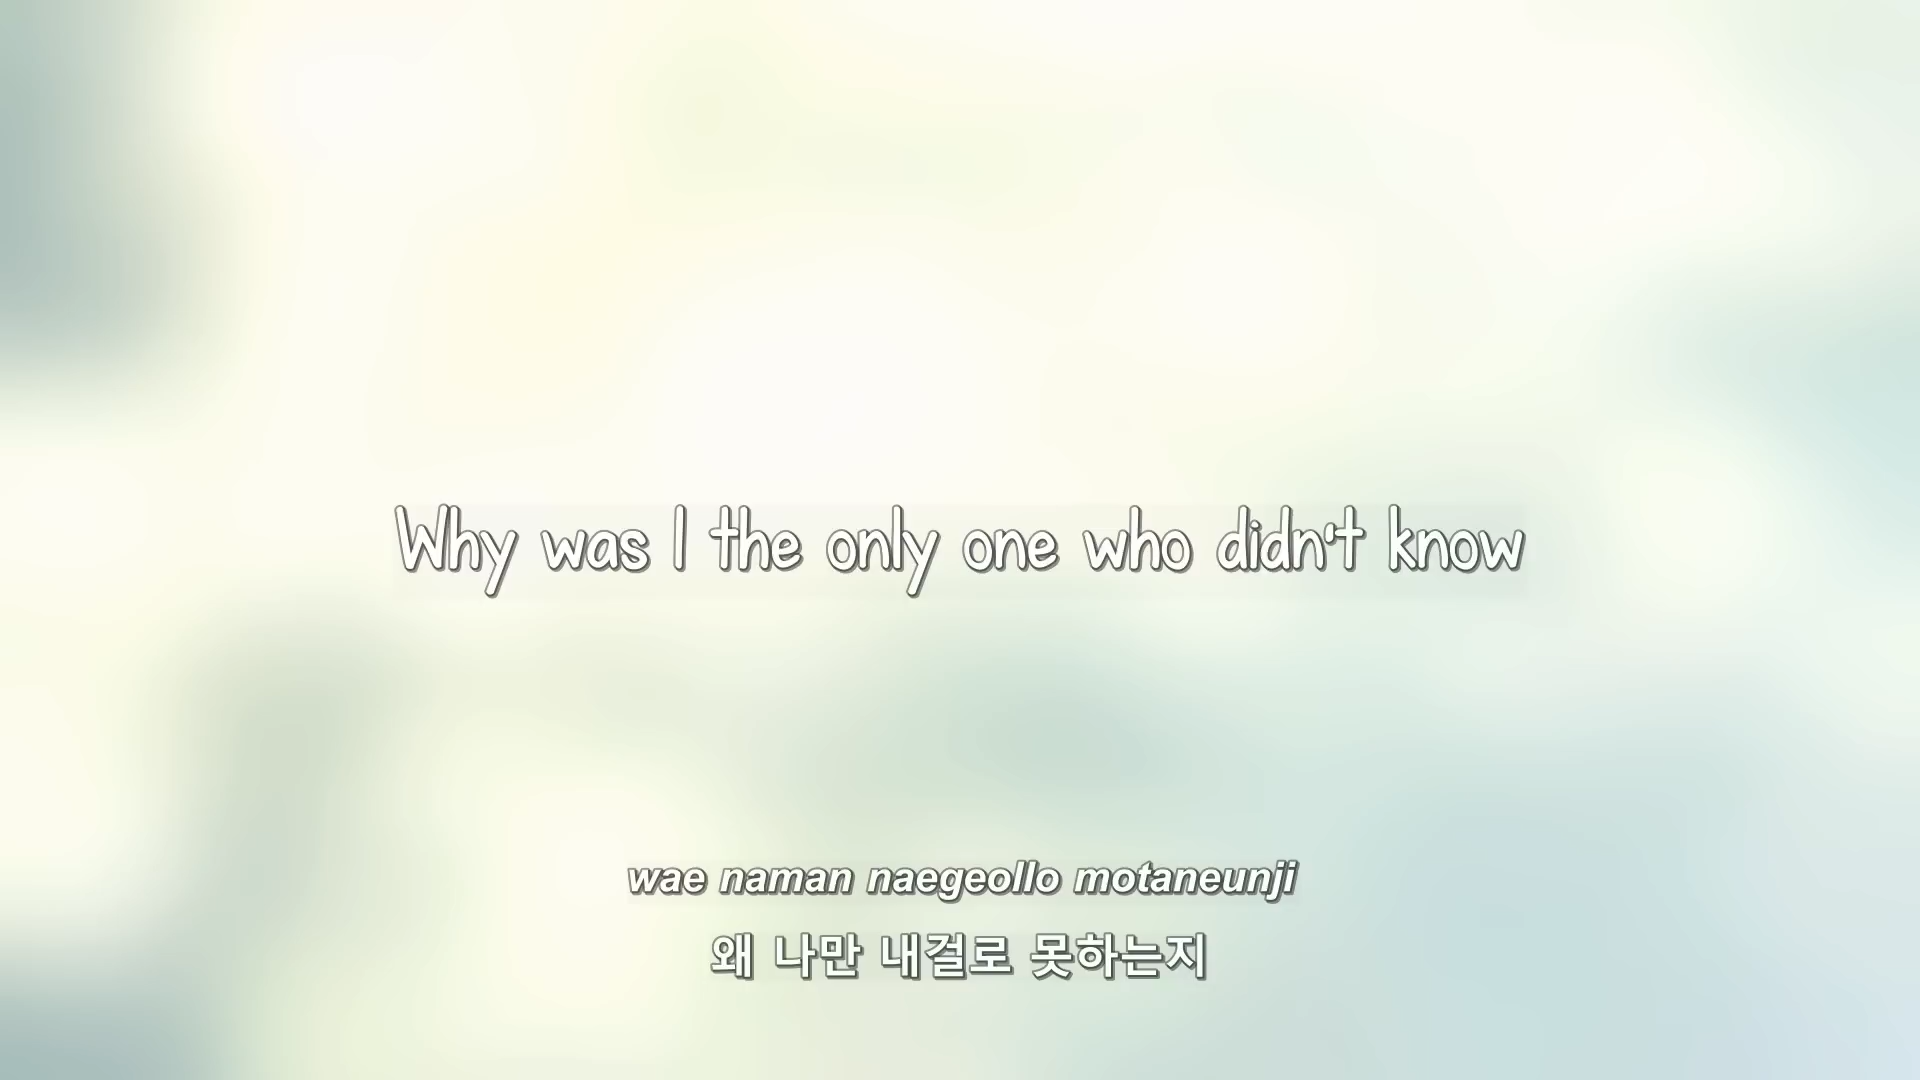 Why was I the only one who didn't know
wae naman naegeollo motaneunji
왜 나만 내걸로 못하는지